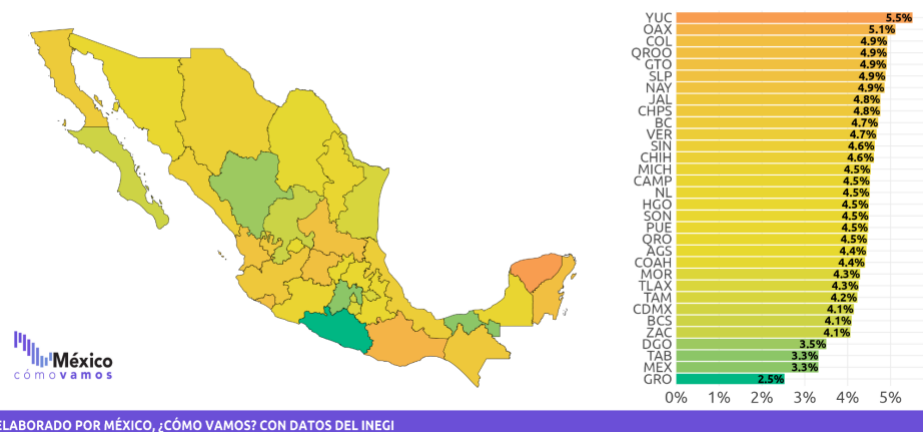 YUC 5.5%
OAX 5.1%
COL 4.9%
QROO 4.9%
GTO 4.9%
SLP 4.9%
NAY 4.9%
JAL 4.8%
CHPS 4.8%
BC 4.7%
VER 4.7%
SIN 4.6%
CHIH 4.6%
MICH 4.5%
CAMP 4.5%
NL 4.5%
HGO 4.5%
SON 4.5%
PUE 4.5%
QRO 4.5%
AGS 4.4%
COAH 4.4%
MOR 4.3%
TLAX 4.3%
TAM 4.2%
CDMX 4.1%
BCS 4.1%
ZAC 4.1%
DGO 3.5%
TAB 3.3%
MEX 3.3%
GRO 2.5%
0% 1% 2% 3% 4% 5%
México
cómovamos
ELABORADO POR MÉXICO, ¿CÓMO VAMOS? CON DATOS DEL INEGI